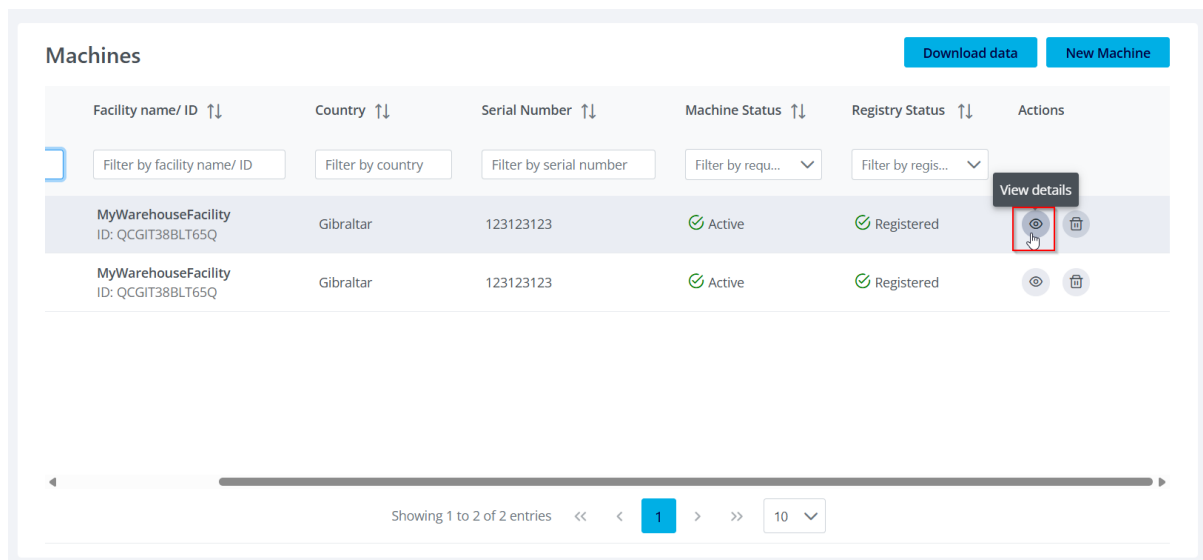 Machines
Download data
New Machine
Facility name/ ID
Country
Serial Number
Machine Status
Registry Status
Actions
Filter by facility name/ ID
Filter by country
Filter by serial number
Filter by requ...
Filter by regis...
View details
MyWarehouseFacility
ID: QCGIT38BLT65Q
Gibraltar
123123123
Active
Registered
MyWarehouseFacility
ID: QCGIT38BLT65Q
Gibraltar
123123123
Active
Registered
Showing 1 to 2 of 2 entries
1
10